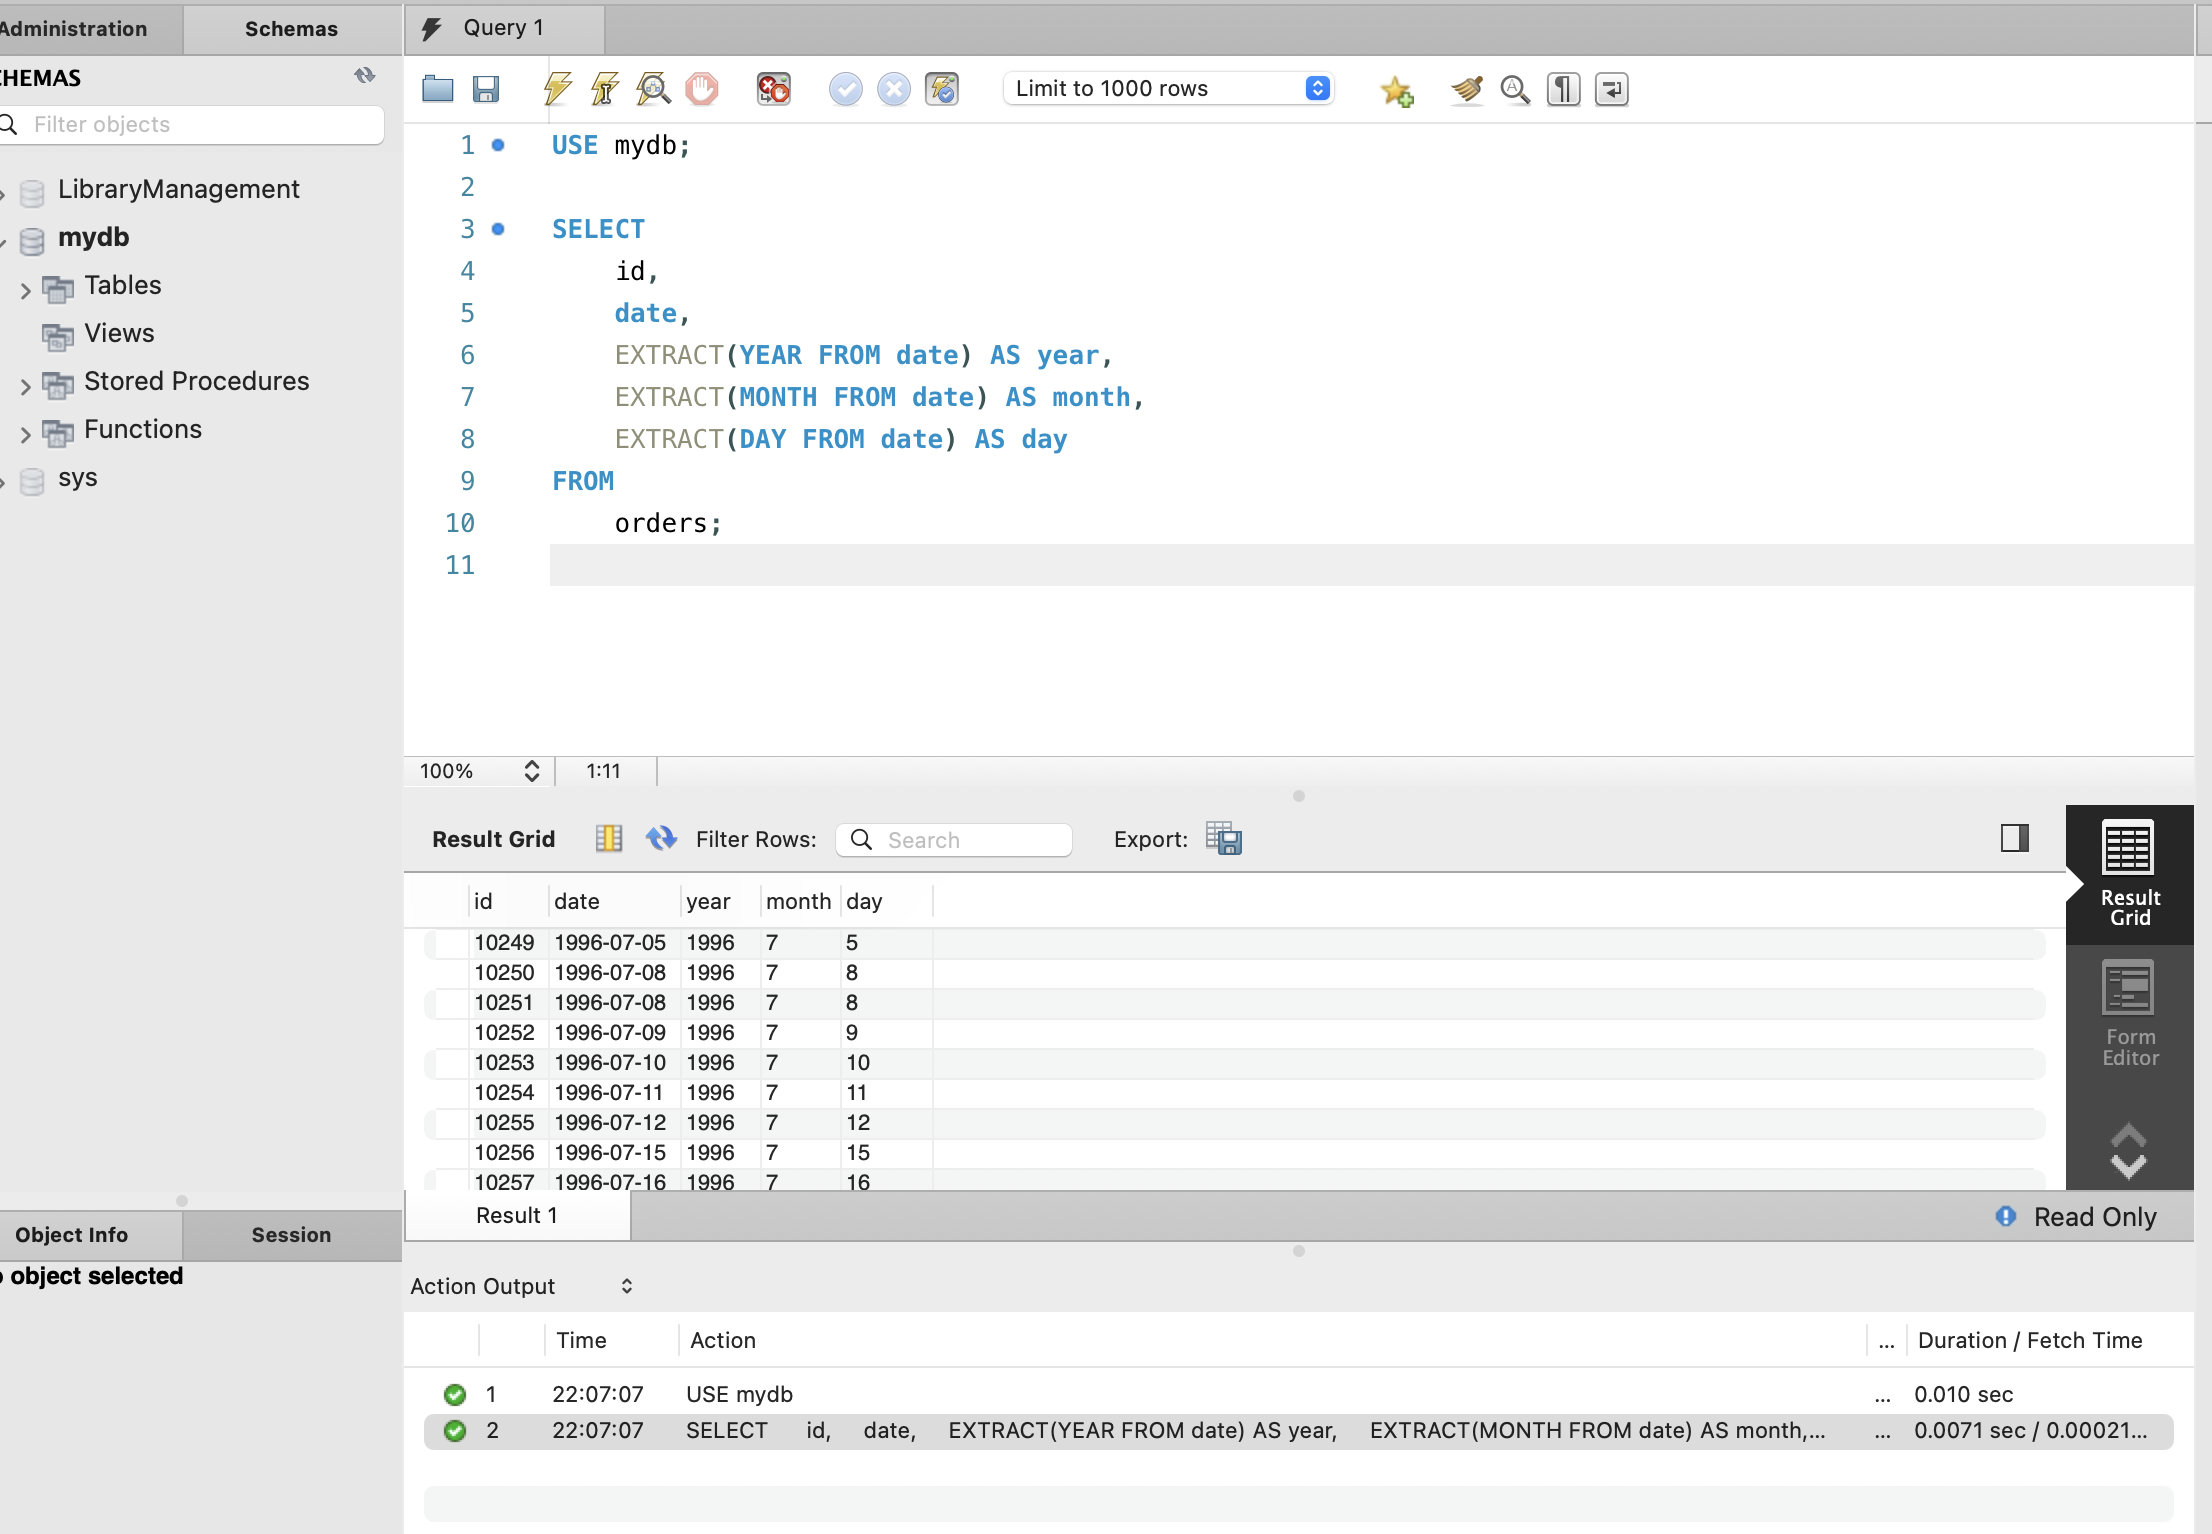 Administration
Schemas
Query 1
CHEMAS
Filter objects
Limit to 1000 rows
LibraryManagement
mydb
Tables
Views
Stored Procedures
Functions
sys
1 USE mydb;
2
3 SELECT
4 id,
5 date,
6 EXTRACT(YEAR FROM date) AS year,
7 EXTRACT(MONTH FROM date) AS month,
8 EXTRACT(DAY FROM date) AS day
9 FROM
10 orders;
11
100% 1:11
Result Grid Filter Rows: Search Export:
Result
Grid
Form
Editor
id date year month day
10249 1996-07-05 1996 7 5
10250 1996-07-08 1996 7 8
10251 1996-07-08 1996 7 8
10252 1996-07-09 1996 7 9
10253 1996-07-10 1996 7 10
10254 1996-07-11 1996 7 11
10255 1996-07-12 1996 7 12
10256 1996-07-15 1996 7 15
10257 1996-07-16 1996 7 16
Result 1
Read Only
Object Info
Session
o object selected
Action Output
Time Action ... Duration / Fetch Time
1 22:07:07 USE mydb ... 0.010 sec
2 22:07:07 SELECT id, date, EXTRACT(YEAR FROM date) AS year, EXTRACT(MONTH FROM date) AS month,... ... 0.0071 sec / 0.00021...